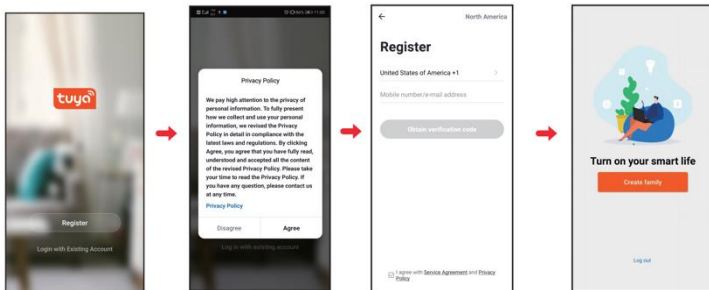 tuya
Register
Login with Existing Account
Privacy Policy
We pay high attention to the privacy of
personal information. To fully present
how we collect and use your personal
information, we revised the Privacy
Policy in detail in compliance with the
latest laws and regulations. By clicking
Agree, you agree that you have fully read,
understood and accepted all the content
of the revised Privacy Policy. Please take
your time to read the Privacy Policy. If
you have any question, please contact us
at any time.
Privacy Policy
Disagree Agree
Log in with existing account
North America
Register
United States of America +1
Mobile number/e-mail address
Obtain verification code
I agree with Service Agreement and Privacy
Policy
Turn on your smart life
Create family
Log out